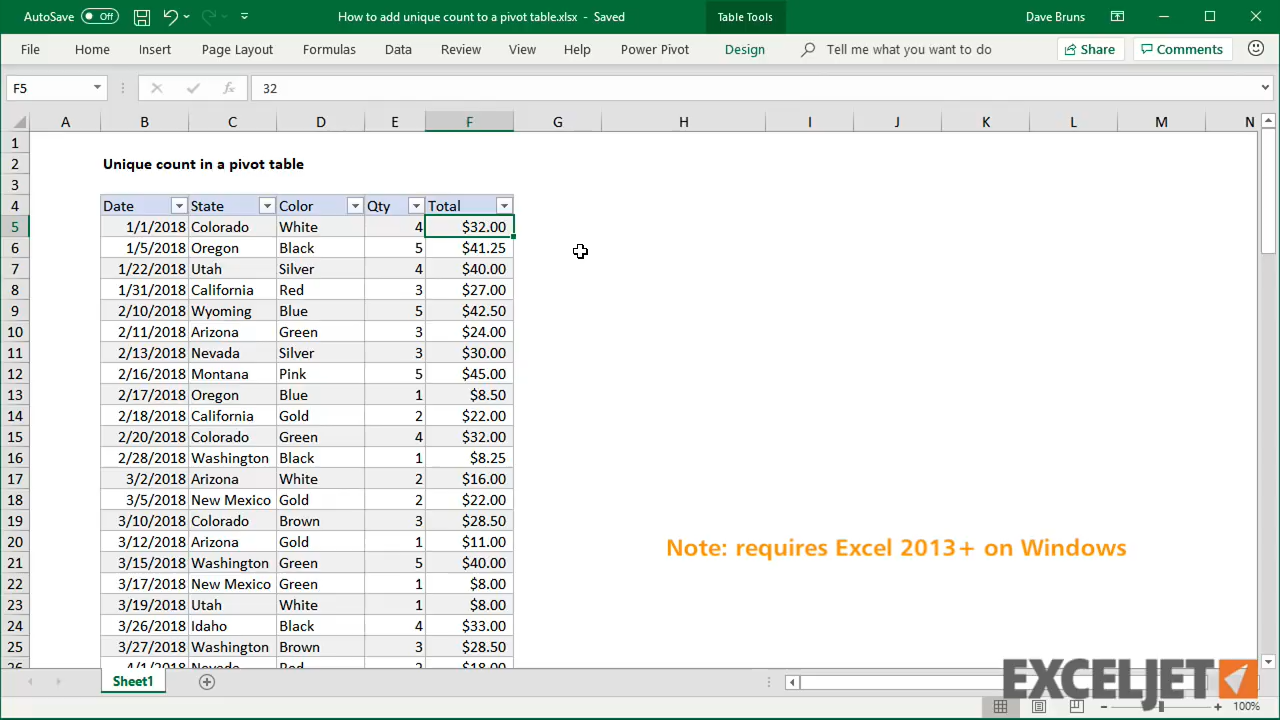 AutoSave Off How to add unique count to a pivot table.xlsx - Saved Table Tools Dave Bruns
File Home Insert Page Layout Formulas Data Review View Help Power Pivot Design Tell me what you want to do Share Comments
F5 fx 32
A B C D E F G H I J K L M N
1
2 Unique count in a pivot table
3
4 Date State Color Qty Total
5 1/1/2018 Colorado White 4 $32.00
6 1/5/2018 Oregon Black 5 $41.25
7 1/22/2018 Utah Silver 4 $40.00
8 1/31/2018 California Red 3 $27.00
9 2/10/2018 Wyoming Blue 5 $42.50
10 2/11/2018 Arizona Green 3 $24.00
11 2/13/2018 Nevada Silver 3 $30.00
12 2/16/2018 Montana Pink 5 $45.00
13 2/17/2018 Oregon Blue 1 $8.50
14 2/18/2018 California Gold 2 $22.00
15 2/20/2018 Colorado Green 4 $32.00
16 2/28/2018 Washington Black 1 $8.25
17 3/2/2018 Arizona White 2 $16.00
18 3/5/2018 New Mexico Gold 2 $22.00
19 3/10/2018 Colorado Brown 3 $28.50
20 3/12/2018 Arizona Gold 1 $11.00
Note: requires Excel 2013+ on Windows
21 3/15/2018 Washington Green 5 $40.00
22 3/17/2018 New Mexico Green 1 $8.00
23 3/19/2018 Utah White 1 $8.00
24 3/26/2018 Idaho Black 4 $33.00
25 3/27/2018 Washington Brown 3 $28.50
26 4/1/2018 Nevada Red 2 $18.00
Sheet1
EXCELJET
100%